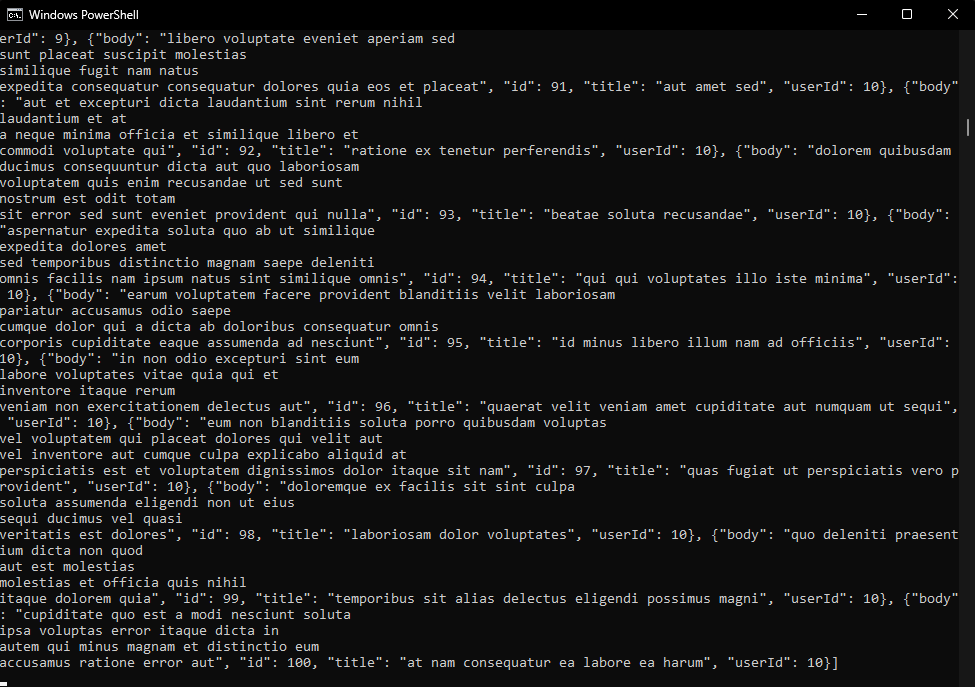 Windows PowerShell
erId": 9}, {"body": "libero voluptate eveniet aperiam sed
sunt placeat suscipit molestias
similique fugit nam natus
expedita consequatur consequatur dolores quia eos et placeat", "id": 91, "title": "aut amet sed", "userId": 10}, {"body"
: "aut et excepturi dicta laudantium sint rerum nihil
laudantium et at
a neque minima officia et similique libero et
commodi voluptate qui", "id": 92, "title": "ratione ex tenetur perferendis", "userId": 10}, {"body": "dolorem quibusdam
ducimus consequuntur dicta aut quo laboriosam
voluptatem quis enim recusandae ut sed sunt
nostrum est odit totam
sit error sed sunt eveniet provident qui nulla", "id": 93, "title": "beatae soluta recusandae", "userId": 10}, {"body":
"aspernatur expedita soluta quo ab ut similique
expedita dolores amet
sed temporibus distinctio magnam saepe deleniti
omnis facilis nam ipsum natus sint similique omnis", "id": 94, "title": "qui qui voluptates illo iste minima", "userId":
 10}, {"body": "earum voluptatem facere provident blanditiis velit laboriosam
pariatur accusamus odio saepe
cumque dolor qui a dicta ab doloribus consequatur omnis
corporis cupiditate eaque assumenda ad nesciunt", "id": 95, "title": "id minus libero illum nam ad officiis", "userId":
10}, {"body": "in non odio excepturi sint eum
labore voluptates vitae quia qui et
inventore itaque rerum
veniam non exercitationem delectus aut", "id": 96, "title": "quaerat velit veniam amet cupiditate aut numquam ut sequi",
 "userId": 10}, {"body": "eum non blanditiis soluta porro quibusdam voluptas
vel voluptatem qui placeat dolores qui velit aut
vel inventore aut cumque culpa explicabo aliquid at
perspiciatis est et voluptatem dignissimos dolor itaque sit nam", "id": 97, "title": "quas fugiat ut perspiciatis vero p
rovident", "userId": 10}, {"body": "doloremque ex facilis sit sint culpa
soluta assumenda eligendi non ut eius
sequi ducimus vel quasi
veritatis est dolores", "id": 98, "title": "laboriosam dolor voluptates", "userId": 10}, {"body": "quo deleniti praesent
ium dicta non quod
aut est molestias
molestias et officia quis nihil
itaque dolorem quia", "id": 99, "title": "temporibus sit alias delectus eligendi possimus magni", "userId": 10}, {"body"
: "cupiditate quo est a modi nesciunt soluta
ipsa voluptas error itaque dicta in
autem qui minus magnam et distinctio eum
accusamus ratione error aut", "id": 100, "title": "at nam consequatur ea labore ea harum", "userId": 10}]